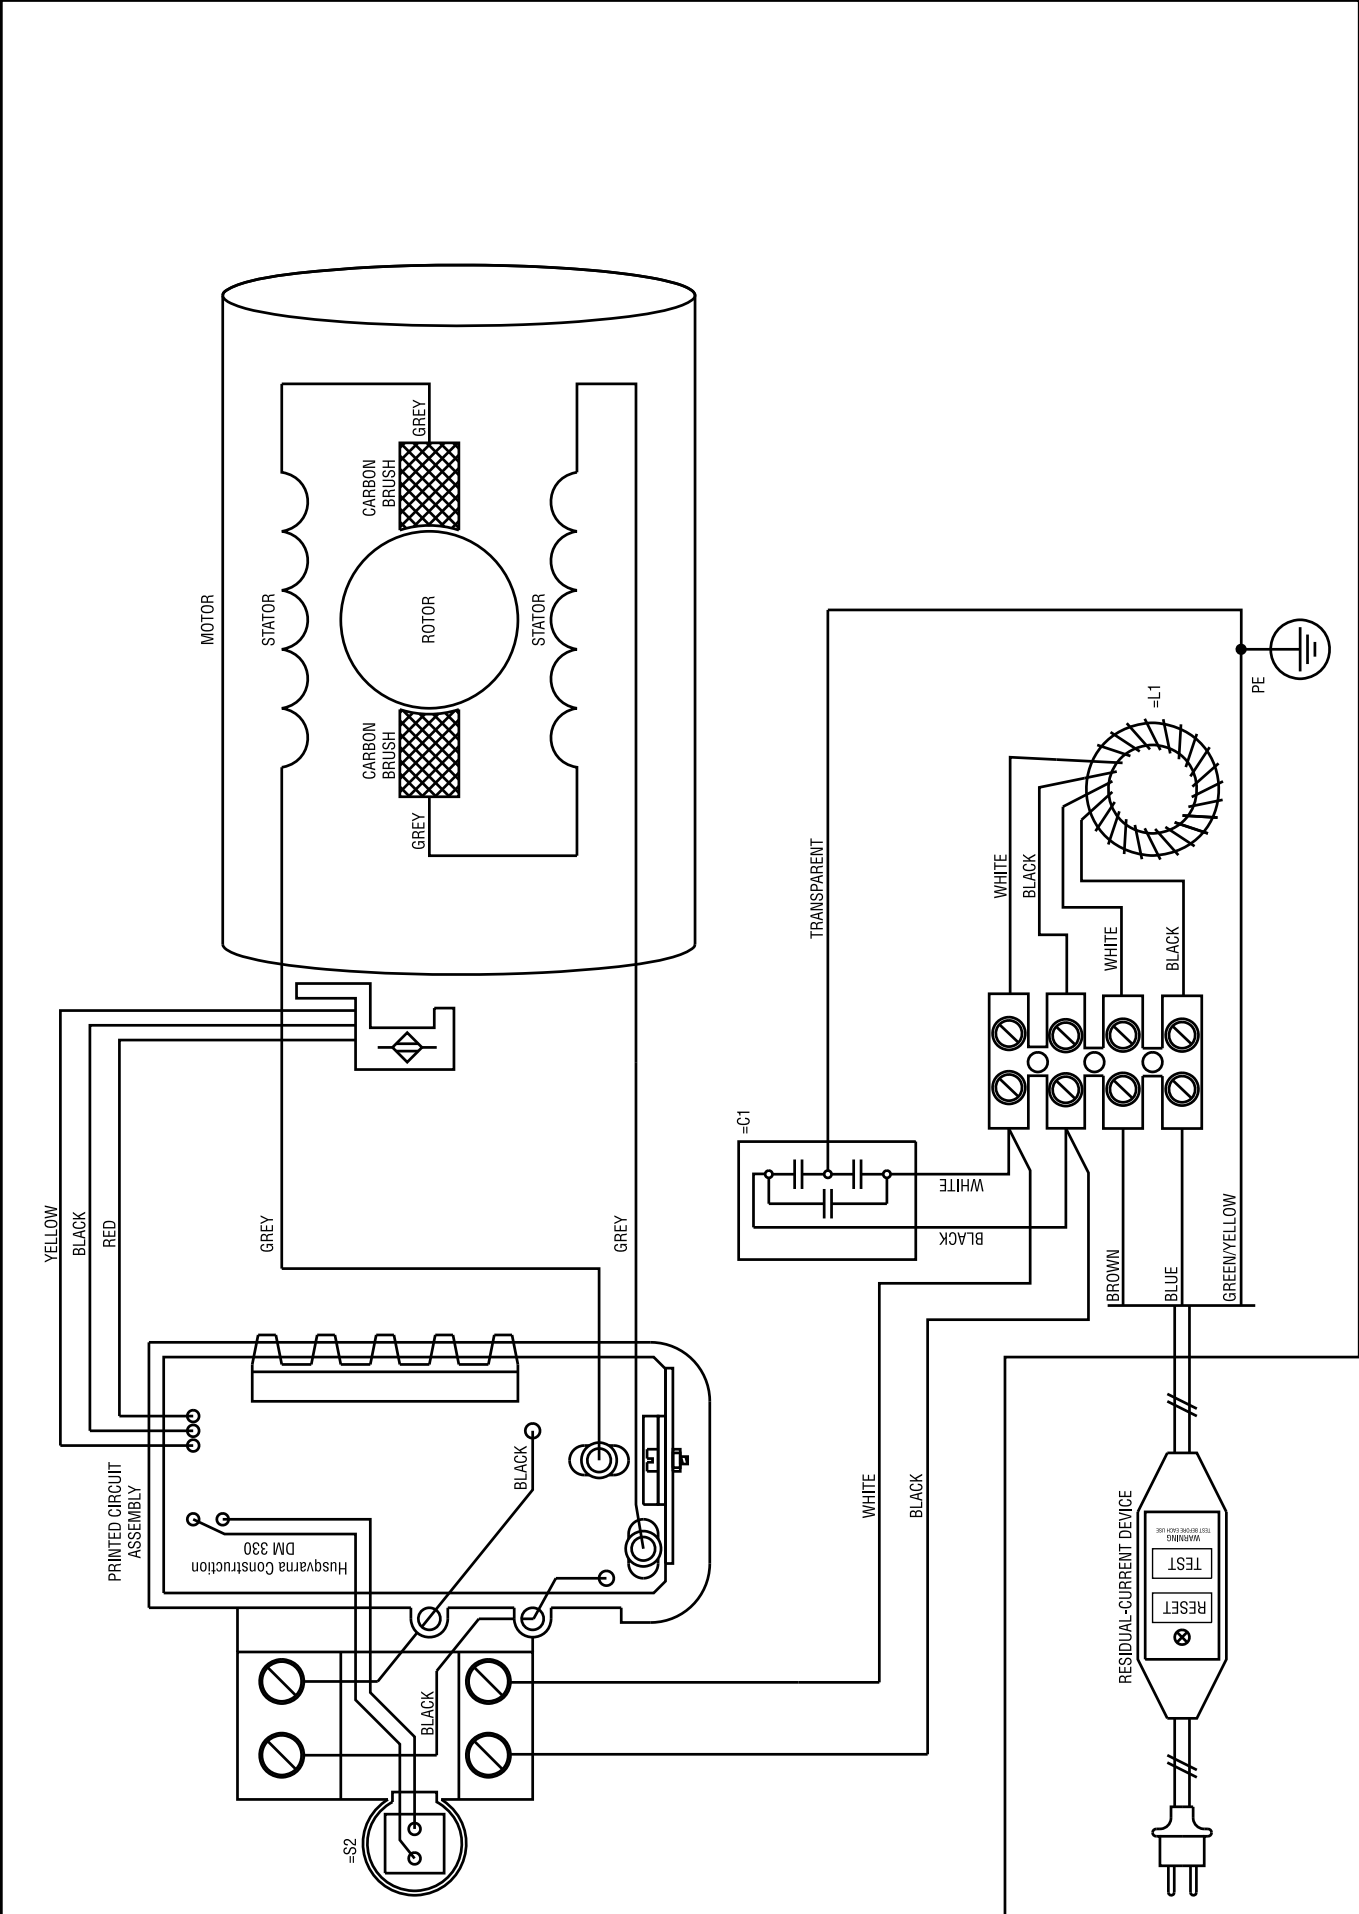 MOTOR
STATOR
GREY
CARBON
BRUSH
ROTOR
CARBON
BRUSH
GREY
STATOR
YELLOW
BLACK
RED
GREY
GREY
PRINTED CIRCUIT
ASSEMBLY
Husqvarna Construction
DM 330
BLACK
BLACK
=S2
=C1
TRANSPARENT
WHITE
BLACK
WHITE
BLACK
WHITE
BLACK
WHITE
BLACK
=L1
PE
BROWN
BLUE
GREEN/YELLOW
RESIDUAL-CURRENT DEVICE
WARNING
TEST BEFORE EACH USE
TEST
RESET